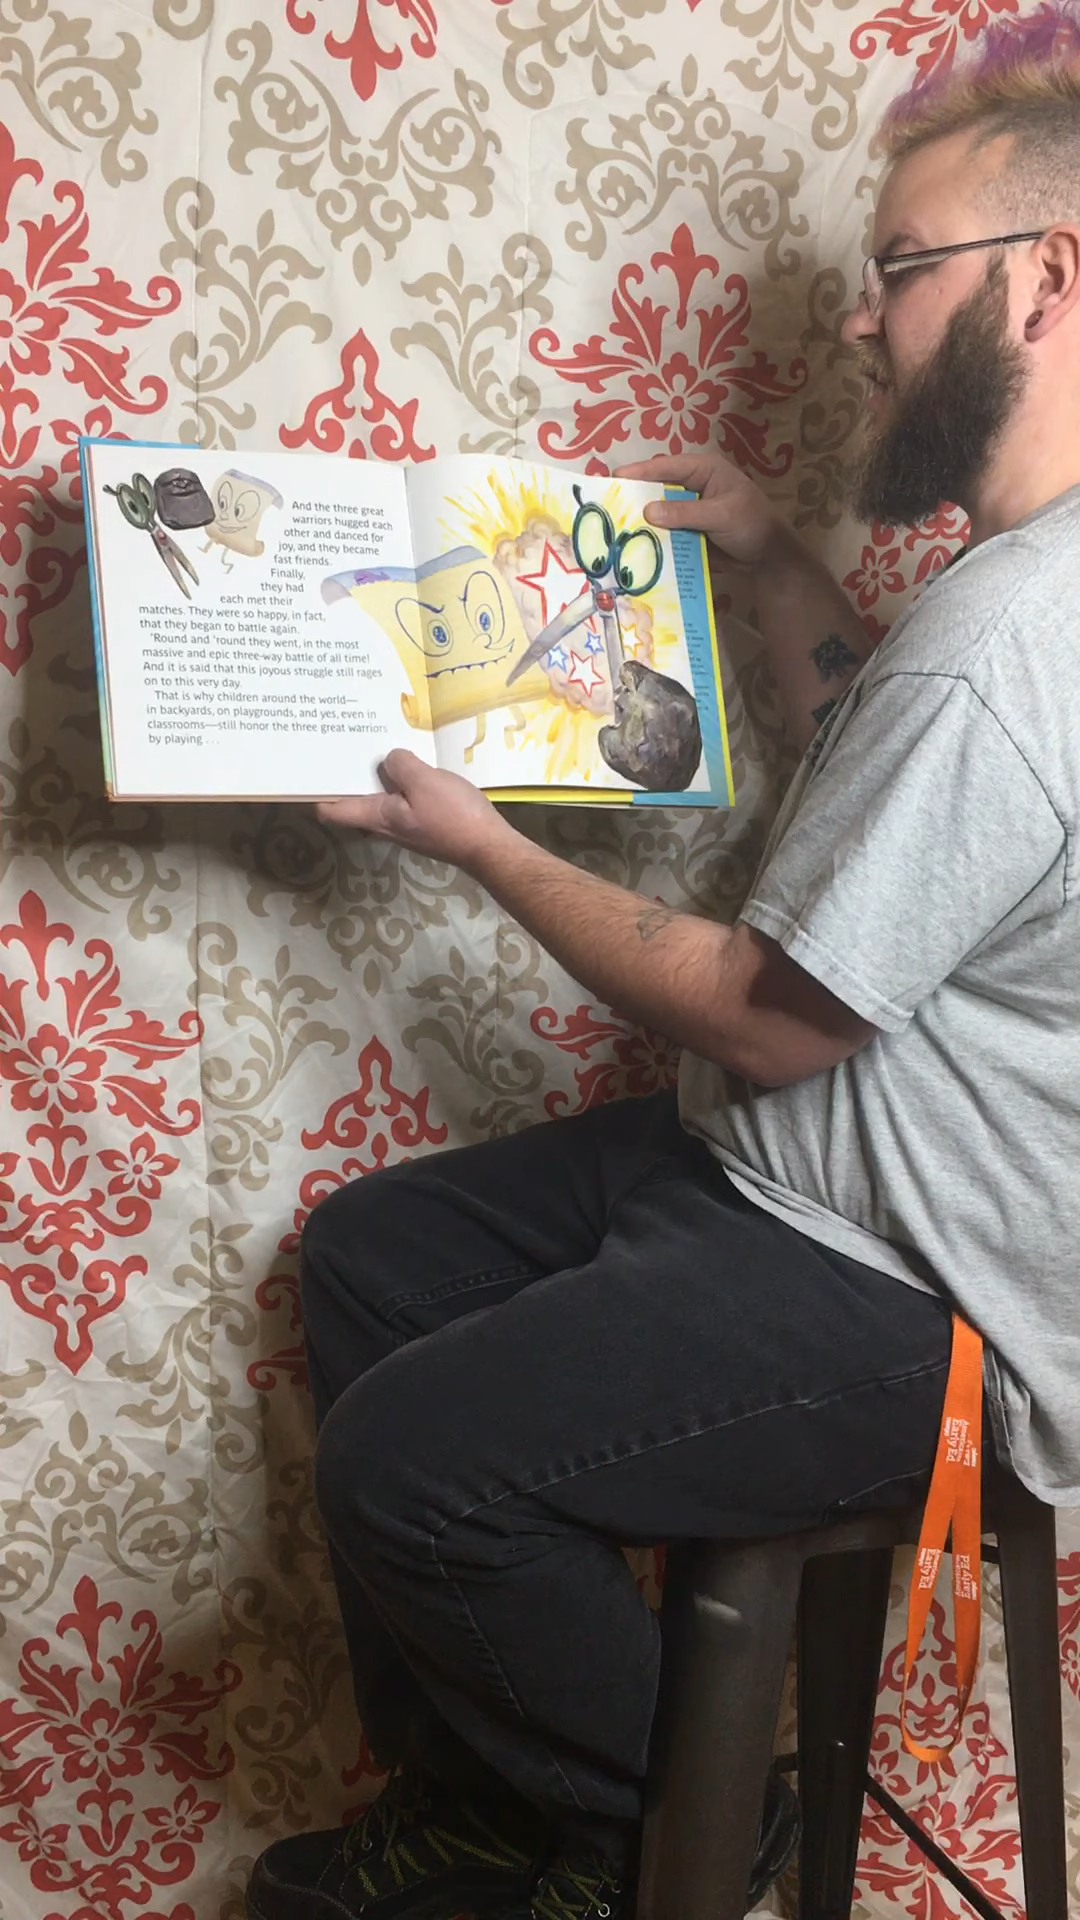 And the three great
warriors hugged each
other and danced for
joy, and they became
fast friends.
Finally,
they had
each met their
matches. They were so happy, in fact,
that they began to battle again.
'Round and 'round they went, in the most
massive and epic three-way battle of all time!
And it is said that this joyous struggle still rages
on to this very day.
That is why children around the world—
in backyards, on playgrounds, and yes, even in
classrooms—still honor the three great warriors
by playing . . .
Early Ed
Early Ed